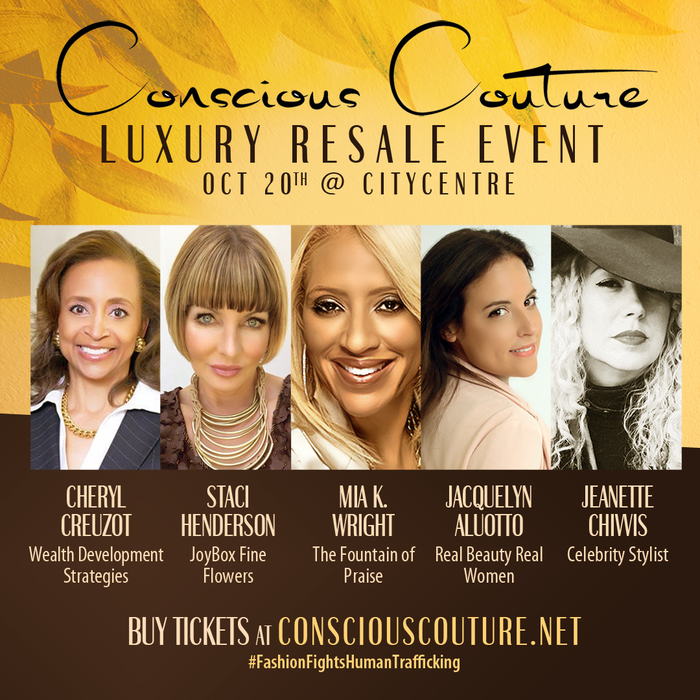 Conscious Couture
LUXURY RESALE EVENT
OCT 20TH @ CITYCENTRE
CHERYL
CREUZOT
Wealth Development
Strategies
STACI
HENDERSON
JoyBox Fine
Flowers
MIA K.
WRIGHT
The Fountain of
Praise
JACQUELYN
ALUOTTO
Real Beauty Real
Women
JEANETTE
CHIVVIS
Celebrity Stylist
BUY TICKETS AT CONSCIOUSCOUTURE.NET
#FashionFightsHumanTrafficking